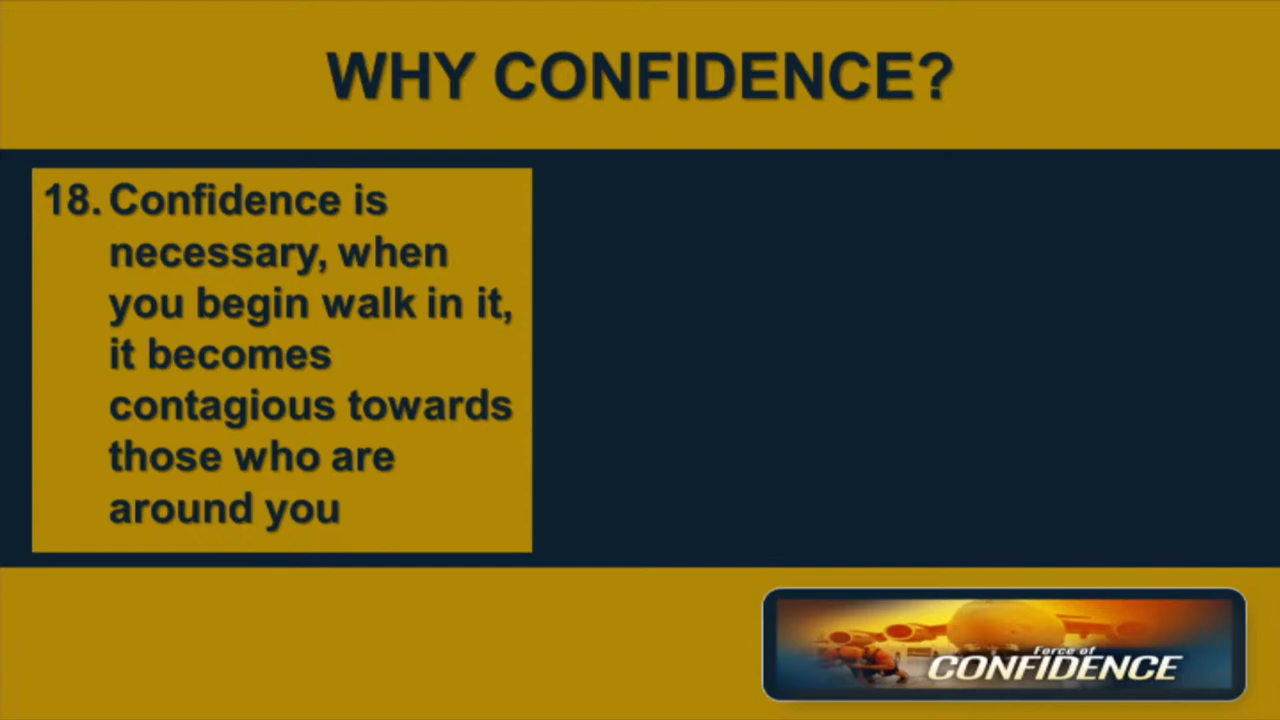 WHY CONFIDENCE?
18. Confidence is
necessary, when
you begin walk in it,
it becomes
contagious towards
those who are
around you
Force of
CONFIDENCE